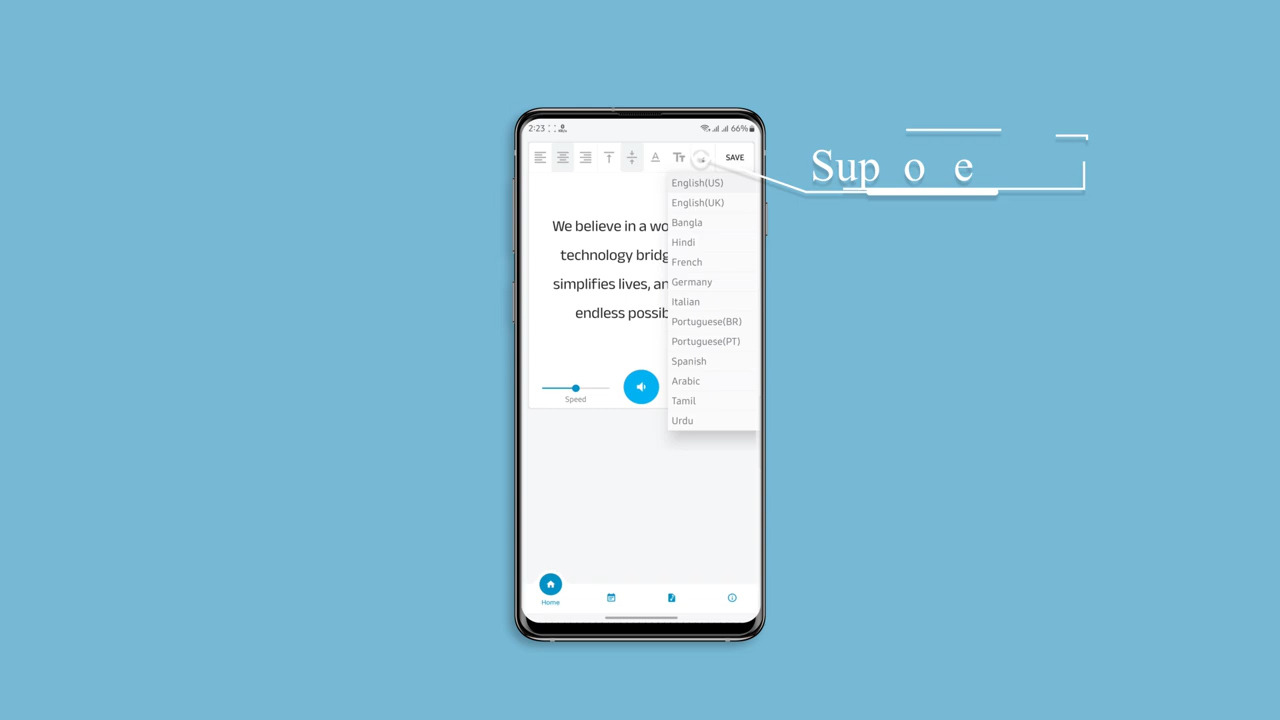 2:23
66%
SAVE
We believe in a wo
technology bridg
simplifies lives, an
endless possib
English(US)
English(UK)
Bangla
Hindi
French
Germany
Italian
Portuguese(BR)
Portuguese(PT)
Spanish
Arabic
Tamil
Urdu
Speed
Home
Sup o e